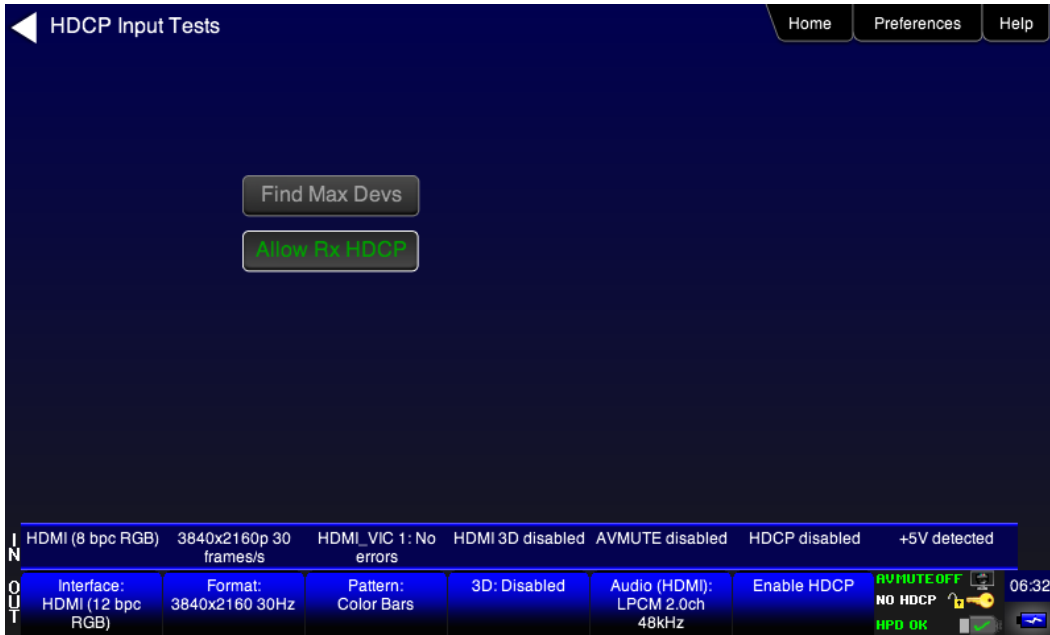 HDCP Input Tests
Home
Preferences
Help
Find Max Devs
Allow Rx HDCP
IN
HDMI (8 bpc RGB)
3840x2160p 30
frames/s
HDMI_VIC 1: No
errors
HDMI 3D disabled
AVMUTE disabled
HDCP disabled
+5V detected
OUT
Interface:
HDMI (12 bpc
RGB)
Format:
3840x2160 30Hz
Pattern:
Color Bars
3D: Disabled
Audio (HDMI):
LPCM 2.0ch
48kHz
Enable HDCP
AVMUTEOFF
NO HDCP
HPD OK
06:32